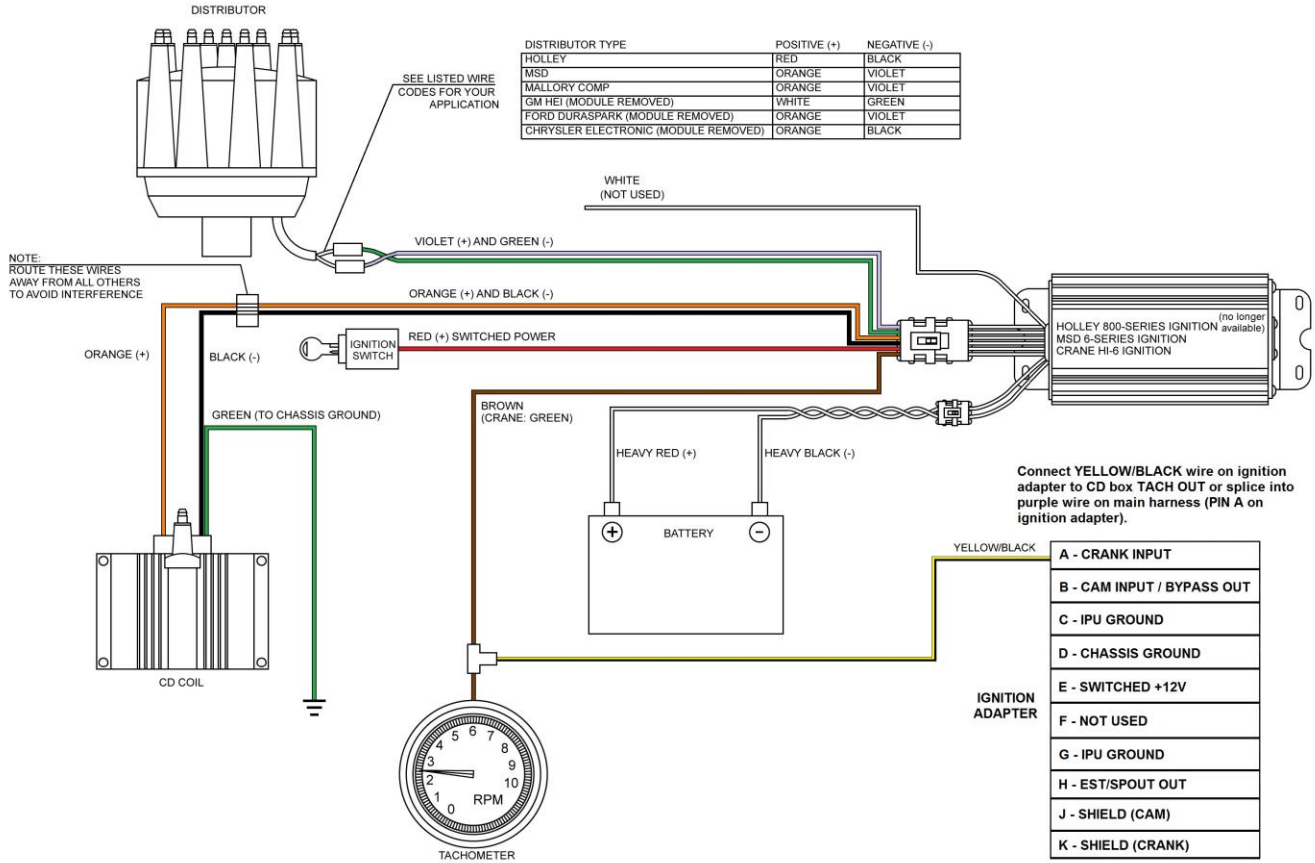 DISTRIBUTOR
DISTRIBUTOR TYPE POSITIVE (+) NEGATIVE (-)
HOLLEY RED BLACK
MSD ORANGE VIOLET
MALLORY COMP ORANGE VIOLET
GM HEI (MODULE REMOVED) WHITE GREEN
FORD DURASPARK (MODULE REMOVED) ORANGE VIOLET
CHRYSLER ELECTRONIC (MODULE REMOVED) ORANGE BLACK
SEE LISTED WIRE
CODES FOR YOUR
APPLICATION
WHITE
(NOT USED)
VIOLET (+) AND GREEN (-)
NOTE:
ROUTE THESE WIRES
AWAY FROM ALL OTHERS
TO AVOID INTERFERENCE
ORANGE (+) AND BLACK (-)
ORANGE (+)
BLACK (-)
IGNITION
SWITCH
RED (+) SWITCHED POWER
HOLLEY 800-SERIES IGNITION (no longer
available)
MSD 6-SERIES IGNITION
CRANE HI-6 IGNITION
GREEN (TO CHASSIS GROUND)
BROWN
(CRANE: GREEN)
HEAVY RED (+)
HEAVY BLACK (-)
+
BATTERY
-
Connect YELLOW/BLACK wire on ignition
adapter to CD box TACH OUT or splice into
purple wire on main harness (PIN A on
ignition adapter).
YELLOW/BLACK
A - CRANK INPUT
B - CAM INPUT / BYPASS OUT
C - IPU GROUND
D - CHASSIS GROUND
E - SWITCHED +12V
F - NOT USED
G - IPU GROUND
H - EST/SPOUT OUT
J - SHIELD (CAM)
K - SHIELD (CRANK)
IGNITION
ADAPTER
CD COIL
0
1
2
3
4
5
6
7
8
9
10
RPM
TACHOMETER